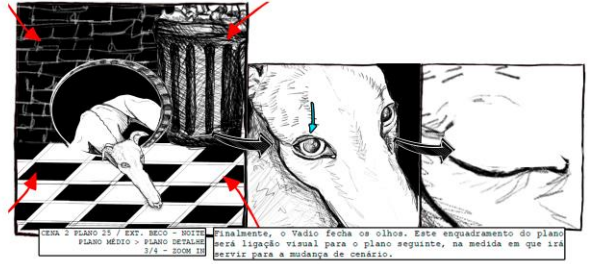 CENA 2 PLANO 25 / EXT. BECO - NOITE
PLANO MÉDIO > PLANO DETALHE
3/4 - ZOOM IN
Finalmente, o Vadio fecha os olhos. Este enquadramento do plano
será ligação visual para o plano seguinte, na medida em que irá
servir para a mudança de cenário.